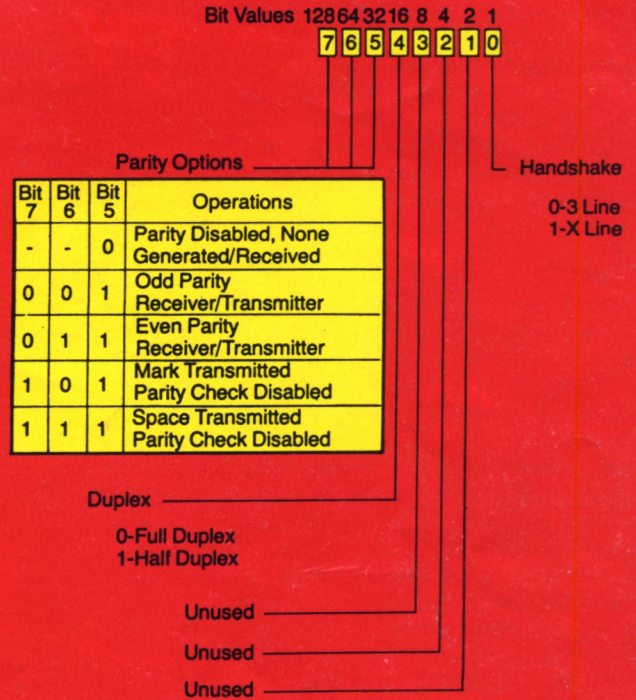 Bit Values 128 64 32 16 8 4 2 1
7 6 5 4 3 2 1 0
Parity Options
Handshake
0-3 Line
1-X Line
Bit 7 Bit 6 Bit 5 Operations
- - 0 Parity Disabled, None
Generated/Received
0 0 1 Odd Parity
Receiver/Transmitter
0 1 1 Even Parity
Receiver/Transmitter
1 0 1 Mark Transmitted
Parity Check Disabled
1 1 1 Space Transmitted
Parity Check Disabled
Duplex
0-Full Duplex
1-Half Duplex
Unused
Unused
Unused